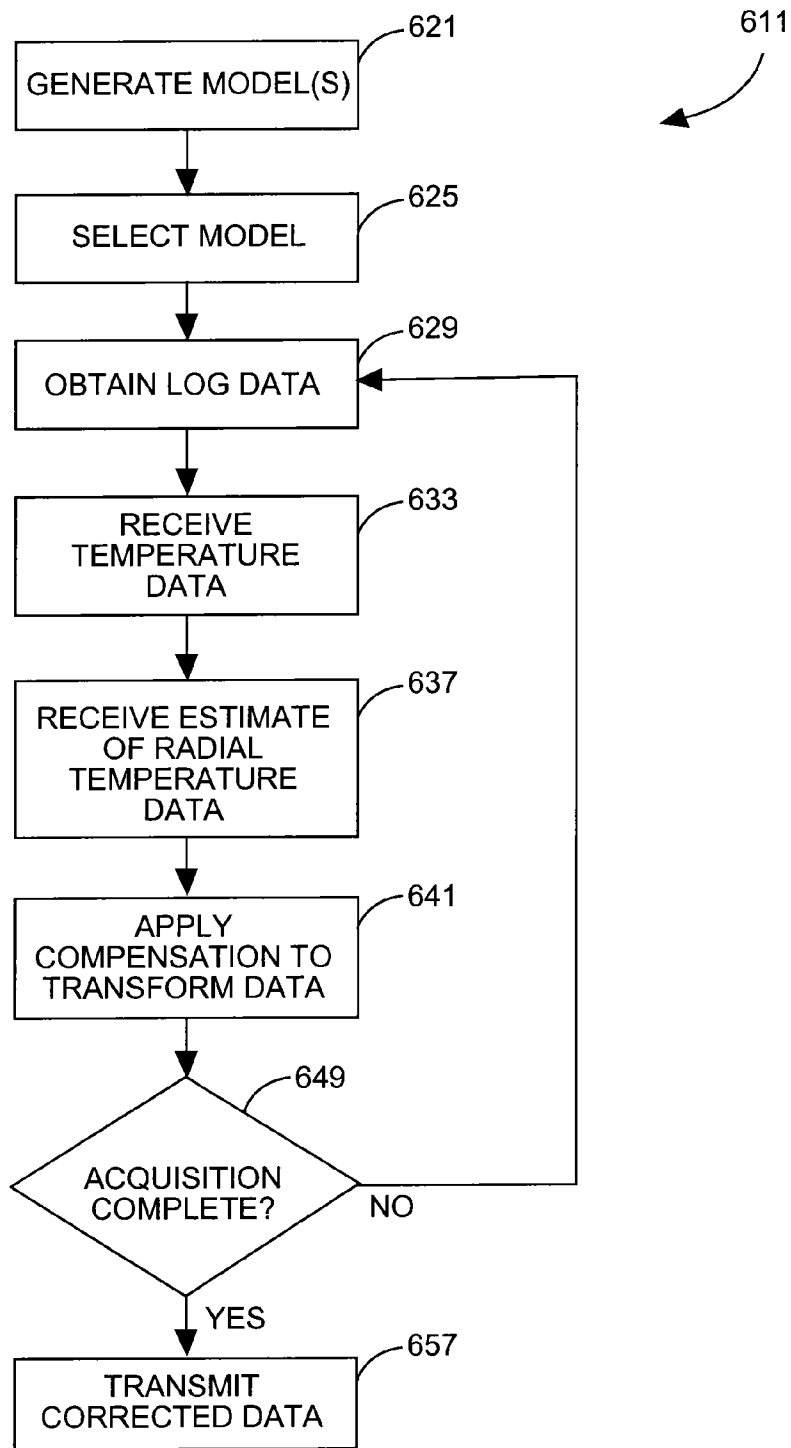 621
611
GENERATE MODEL(S)
625
SELECT MODEL
629
OBTAIN LOG DATA
633
RECEIVE
TEMPERATURE
DATA
637
RECEIVE ESTIMATE
OF RADIAL
TEMPERATURE
DATA
641
APPLY
COMPENSATION TO
TRANSFORM DATA
649
ACQUISITION
COMPLETE?
NO
YES
657
TRANSMIT
CORRECTED DATA